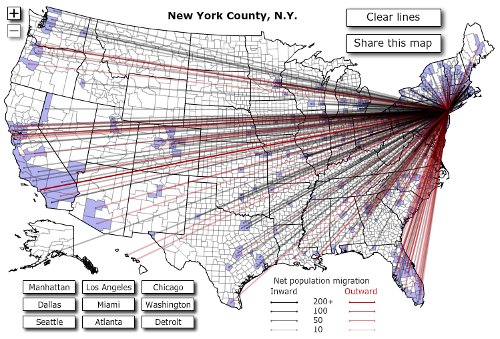 +
−
New York County, N.Y.
Clear lines
Share this map
Net population migration
Inward Outward
200+
100
50
10
Manhattan Los Angeles Chicago
Dallas Miami Washington
Seattle Atlanta Detroit